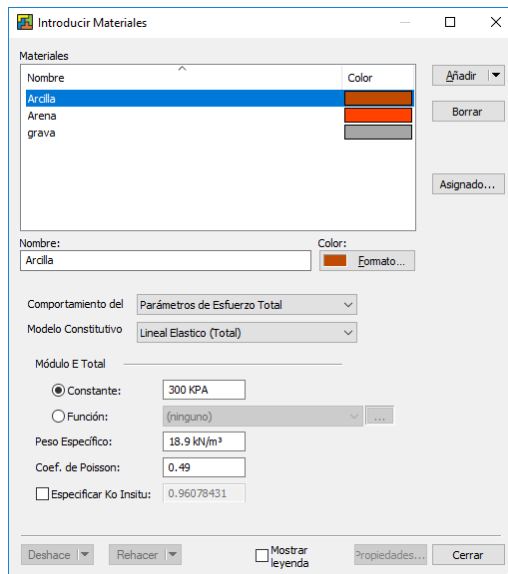 Introducir Materiales
Materiales
Nombre Color
Arcilla
Arena
grava
Añadir
Borrar
Asignado...
Nombre: Color:
Arcilla Formato...
Comportamiento del Parámetros de Esfuerzo Total
Modelo Constitutivo Lineal Elastico (Total)
Módulo E Total
Constante: 300 KPA
Función: (ninguno) ...
Peso Específico: 18.9 kN/m³
Coef. de Poisson: 0.49
Especificar Ko Insitu: 0.96078431
Deshace Rehacer Mostrar leyenda Propiedades... Cerrar